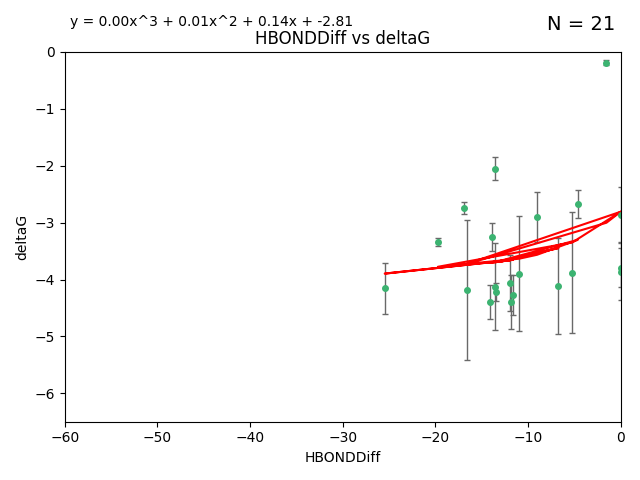 y = 0.00x^3 + 0.01x^2 + 0.14x + -2.81
N = 21
HBONDDiff vs deltaG
0
−1
−2
−3
−4
−5
−6
deltaG
−60
−50
−40
−30
−20
−10
0
HBONDDiff